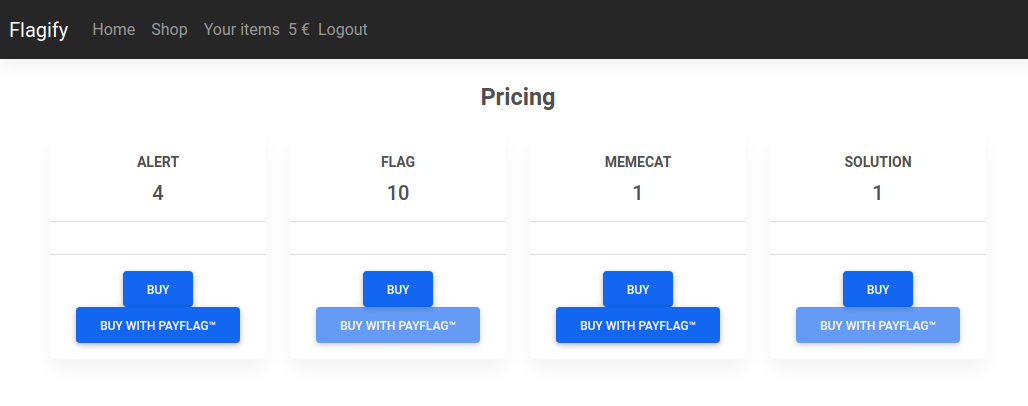 Flagify Home Shop Your items 5 € Logout
Pricing
ALERT FLAG MEMECAT SOLUTION
4 10 1 1
BUY BUY BUY BUY
BUY WITH PAYFLAG™ BUY WITH PAYFLAG™ BUY WITH PAYFLAG™ BUY WITH PAYFLAG™